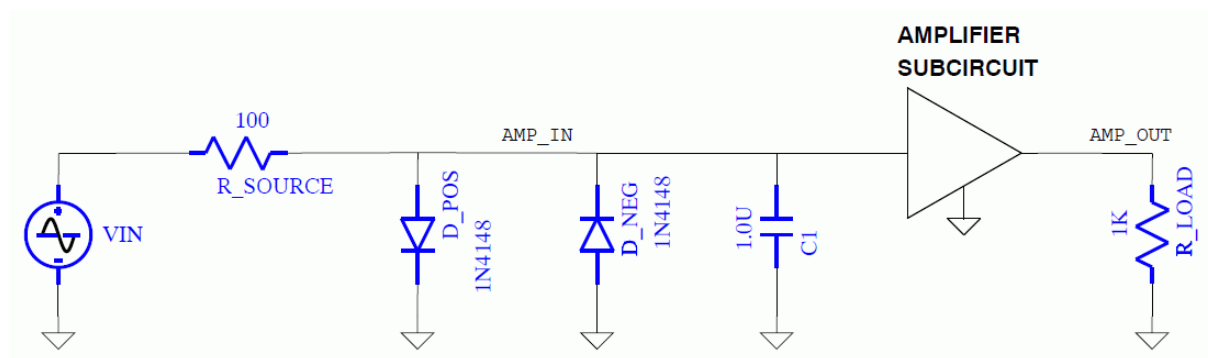 AMPLIFIER
SUBCIRCUIT
100
AMP_IN
AMP_OUT
R_SOURCE
VIN
D_POS
1N4148
D_NEG
1N4148
1.0U
C1
1K
R_LOAD